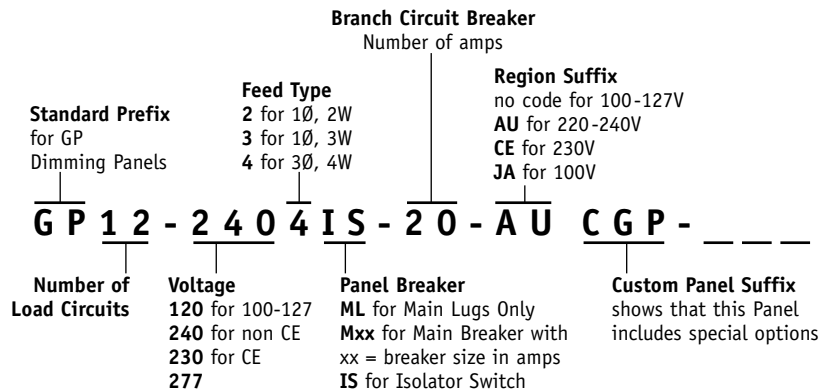 Branch Circuit Breaker
Number of amps
Standard Prefix
for GP
Dimming Panels
Feed Type
2 for 1Ø, 2W
3 for 1Ø, 3W
4 for 3Ø, 4W
Region Suffix
no code for 100-127V
AU for 220-240V
CE for 230V
JA for 100V
GP12-2404IS-20-AU CGP-_ _ _
Number of
Load Circuits
Voltage
120 for 100-127
240 for non CE
230 for CE
277
Panel Breaker
ML for Main Lugs Only
Mxx for Main Breaker with
xx = breaker size in amps
IS for Isolator Switch
Custom Panel Suffix
shows that this Panel
includes special options